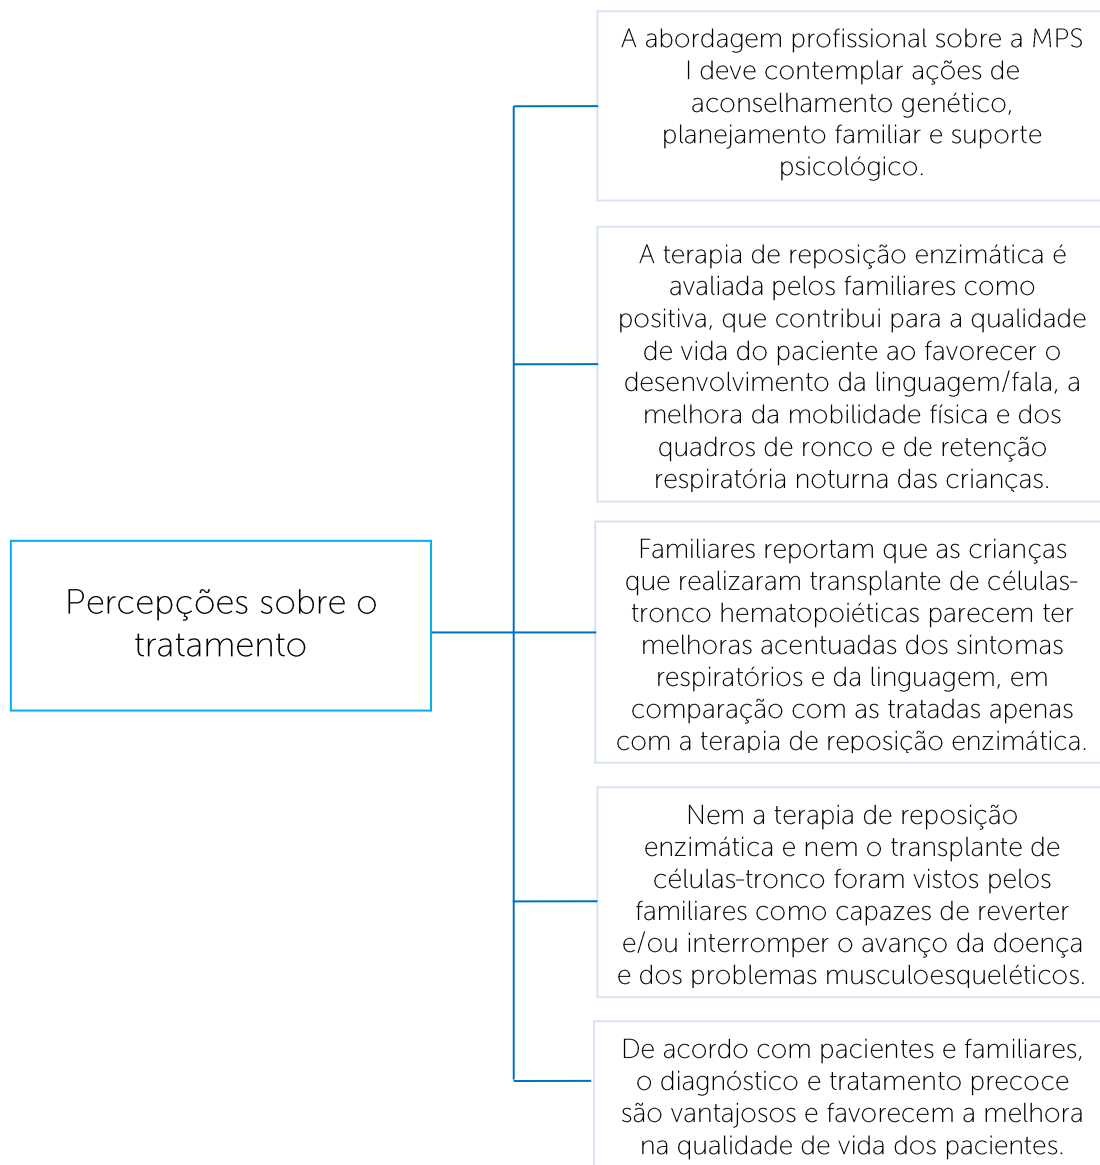 A abordagem profissional sobre a MPS
I deve contemplar ações de
aconselhamento genético,
planejamento familiar e suporte
psicológico.
A terapia de reposição enzimática é
avaliada pelos familiares como
positiva, que contribui para a qualidade
de vida do paciente ao favorecer o
desenvolvimento da linguagem/fala, a
melhora da mobilidade física e dos
quadros de ronco e de retenção
respiratória noturna das crianças.
Percepções sobre o
tratamento
Familiares reportam que as crianças
que realizaram transplante de células-
tronco hematopoiéticas parecem ter
melhoras acentuadas dos sintomas
respiratórios e da linguagem, em
comparação com as tratadas apenas
com a terapia de reposição enzimática.
Nem a terapia de reposição
enzimática e nem o transplante de
células-tronco foram vistos pelos
familiares como capazes de reverter
e/ou interromper o avanço da doença
e dos problemas musculoesqueléticos.
De acordo com pacientes e familiares,
o diagnóstico e tratamento precoce
são vantajosos e favorecem a melhora
na qualidade de vida dos pacientes.